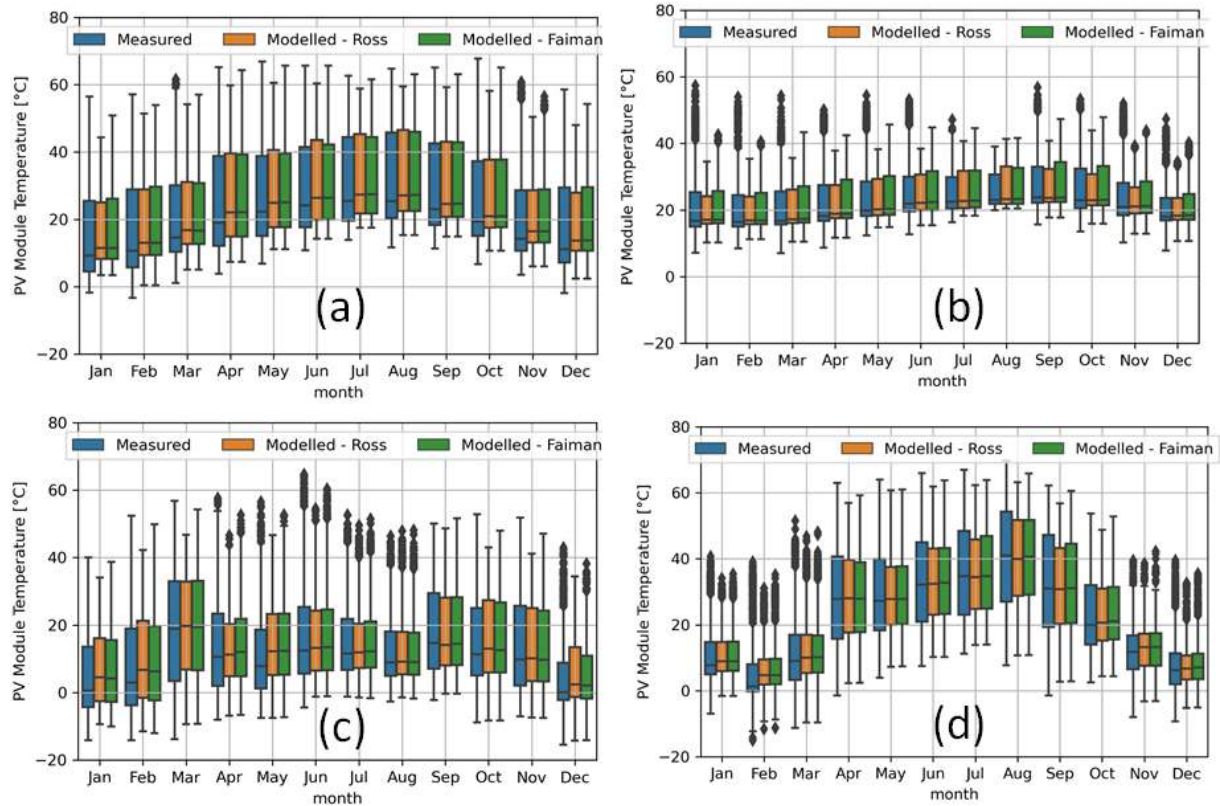 80
Measured Modelled - Ross Modelled - Faiman
60
40
20
0
−20
PV Module Temperature [°C]
(a)
Jan Feb Mar Apr May Jun Jul Aug Sep Oct Nov Dec
month
80
Measured Modelled - Ross Modelled - Faiman
60
40
20
0
−20
PV Module Temperature [°C]
(b)
Jan Feb Mar Apr May Jun Jul Aug Sep Oct Nov Dec
month
80
Measured Modelled - Ross Modelled - Faiman
60
40
20
0
−20
PV Module Temperature [°C]
(c)
Jan Feb Mar Apr May Jun Jul Aug Sep Oct Nov Dec
month
80
Measured Modelled - Ross Modelled - Faiman
60
40
20
0
−20
PV Module Temperature [°C]
(d)
Jan Feb Mar Apr May Jun Jul Aug Sep Oct Nov Dec
month